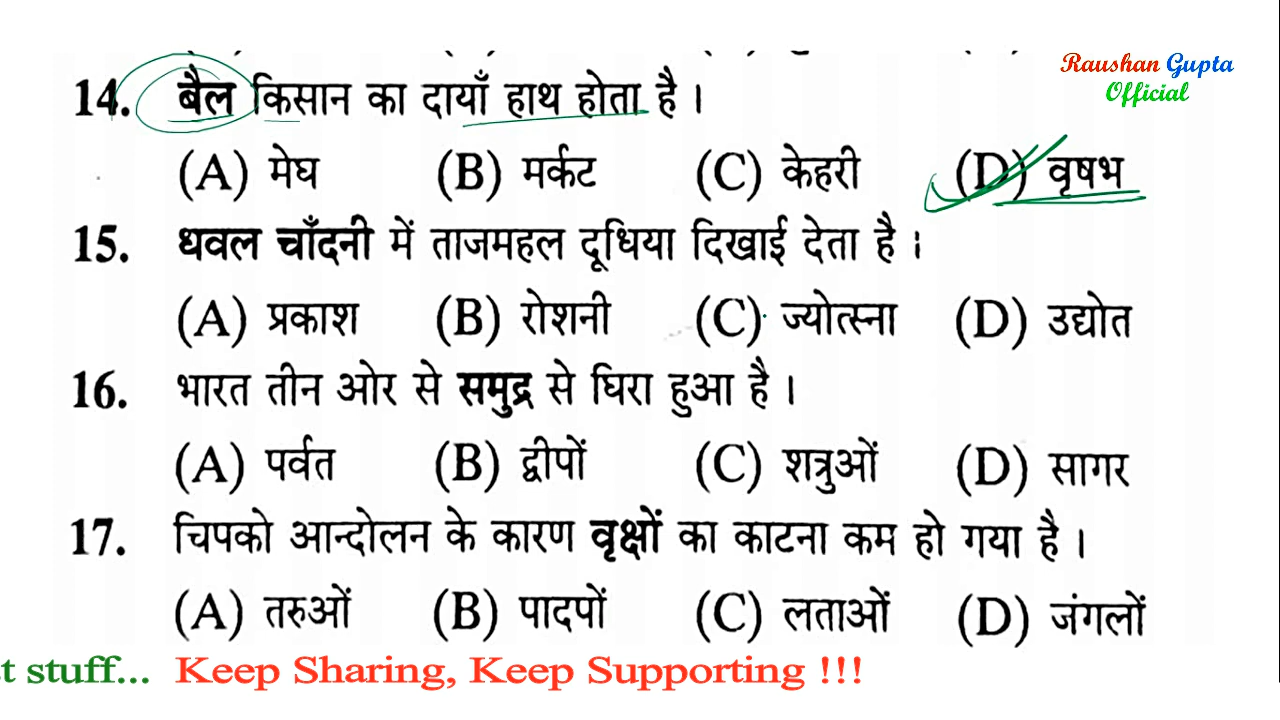 Raushan Gupta
Official
14. बैल किसान का दायाँ हाथ होता है ।
(A) मेघ (B) मर्कट (C) केहरी (D) वृषभ
15. धवल चाँदनी में ताजमहल दूधिया दिखाई देता है ।
(A) प्रकाश (B) रोशनी (C) ज्योत्स्ना (D) उद्योत
16. भारत तीन ओर से समुद्र से घिरा हुआ है ।
(A) पर्वत (B) द्वीपों (C) शत्रुओं (D) सागर
17. चिपको आन्दोलन के कारण वृक्षों का काटना कम हो गया है ।
(A) तरुओं (B) पादपों (C) लताओं (D) जंगलों
stuff... Keep Sharing, Keep Supporting !!!